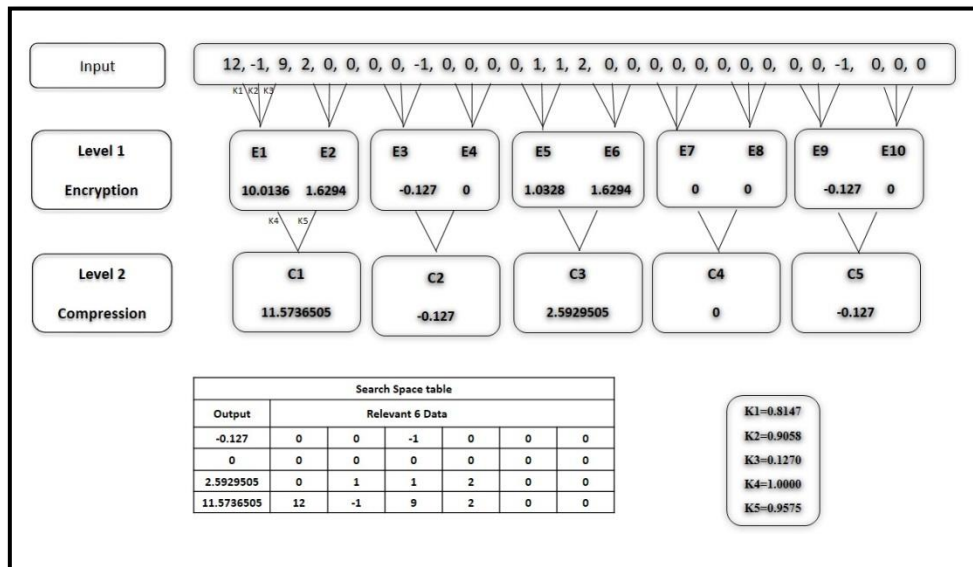 Input
12, -1, 9, 2, 0, 0, 0, 0, -1, 0, 0, 0, 0, 1, 1, 2, 0, 0, 0, 0, 0, 0, 0, 0, 0, -1, 0, 0, 0
K1 K2 K3
Level 1
Encryption
E1 E2 E3 E4 E5 E6 E7 E8 E9 E10
10.0136 1.6294 -0.127 0 1.0328 1.6294 0 0 -0.127 0
K4 K5
Level 2
Compression
C1 C2 C3 C4 C5
11.5736505 -0.127 2.5929505 0 -0.127
Search Space table
Output Relevant 6 Data
-0.127 0 0 -1 0 0 0
0 0 0 0 0 0 0
2.5929505 0 1 1 2 0 0
11.5736505 12 -1 9 2 0 0
K1=0.8147
K2=0.9058
K3=0.1270
K4=1.0000
K5=0.9575